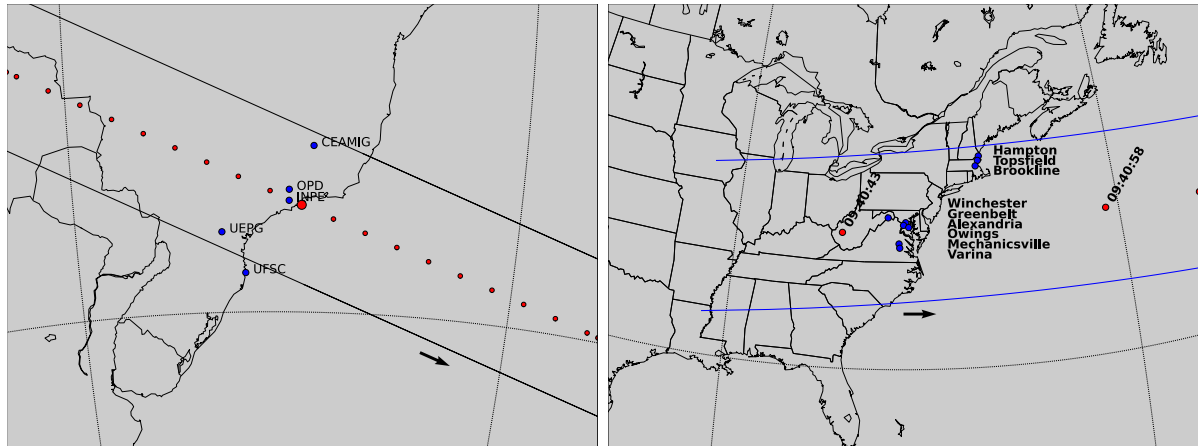 CEAMIG
OPD
INPE
UEPG
UFSC
09:40:43
09:40:58
Hampton
Topsfield
Brookline
Winchester
Greenbelt
Alexandria
Owings
Mechanicsville
Varina